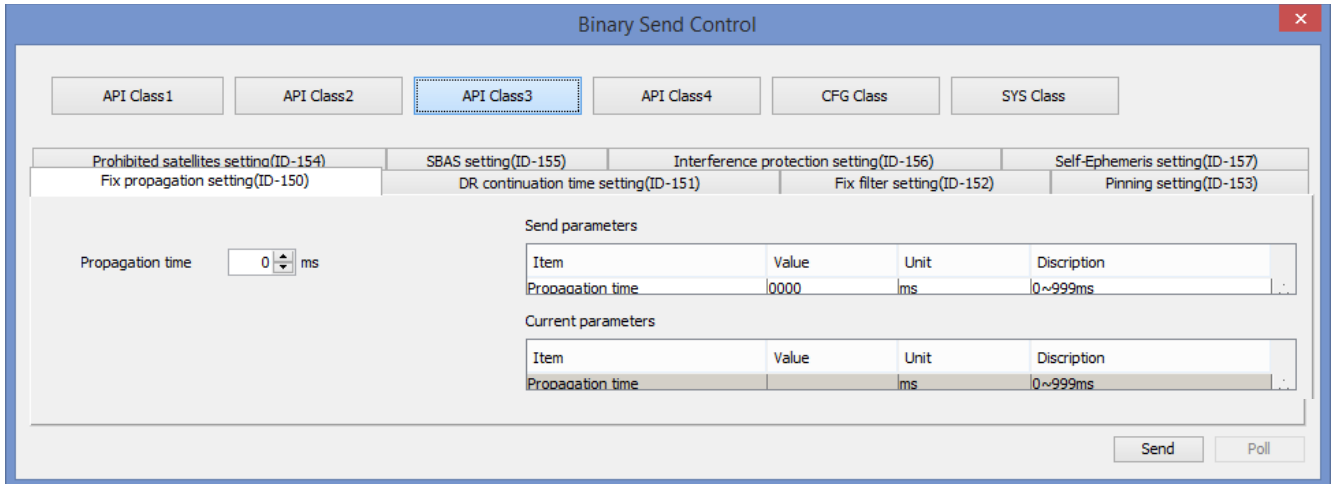 Binary Send Control
API Class1 API Class2 API Class3 API Class4 CFG Class SYS Class
Prohibited satellites setting(ID-154) SBAS setting(ID-155) Interference protection setting(ID-156) Self-Ephemeris setting(ID-157)
Fix propagation setting(ID-150) DR continuation time setting(ID-151) Fix filter setting(ID-152) Pinning setting(ID-153)
Send parameters
Propagation time 0 ms
Item Value Unit Discription
Propagation time 0000 ms 0~999ms
Current parameters
Item Value Unit Discription
Propagation time ms 0~999ms
Send Poll